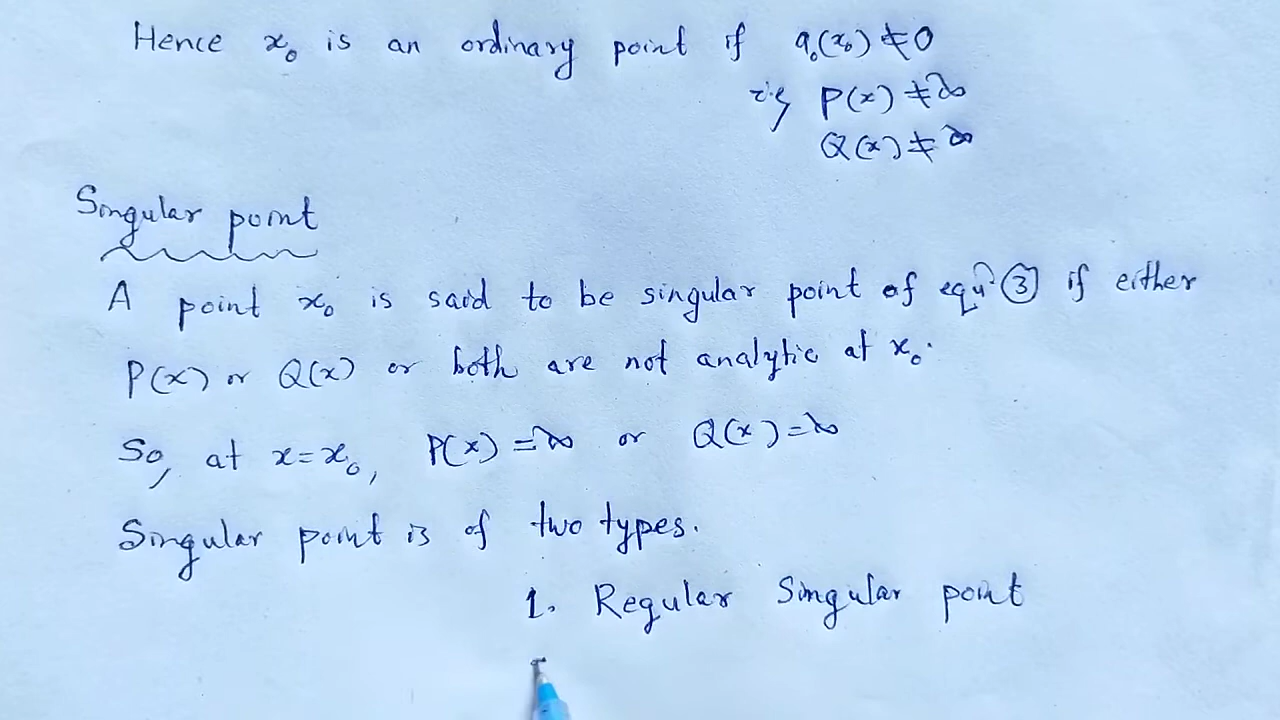 Hence x₀ is an ordinary point if a₀(x₀) ≠ 0
P(x) ≠ ∞
Q(x) ≠ ∞
Singular point
A point x₀ is said to be singular point of equⁿ ③ if either
P(x) or Q(x) or both are not analytic at x₀.
So, at x=x₀, P(x) = ∞ or Q(x) = ∞
Singular point is of two types.
1. Regular Singular point